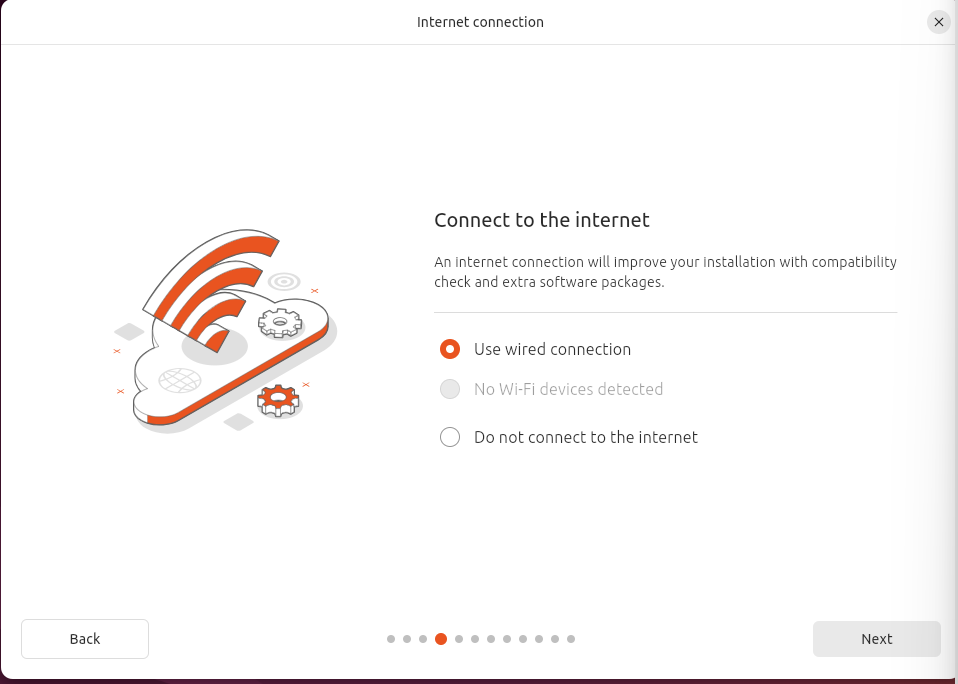 Internet connection
Connect to the internet
An internet connection will improve your installation with compatibility
check and extra software packages.
Use wired connection
No Wi-Fi devices detected
Do not connect to the internet
Back
Next